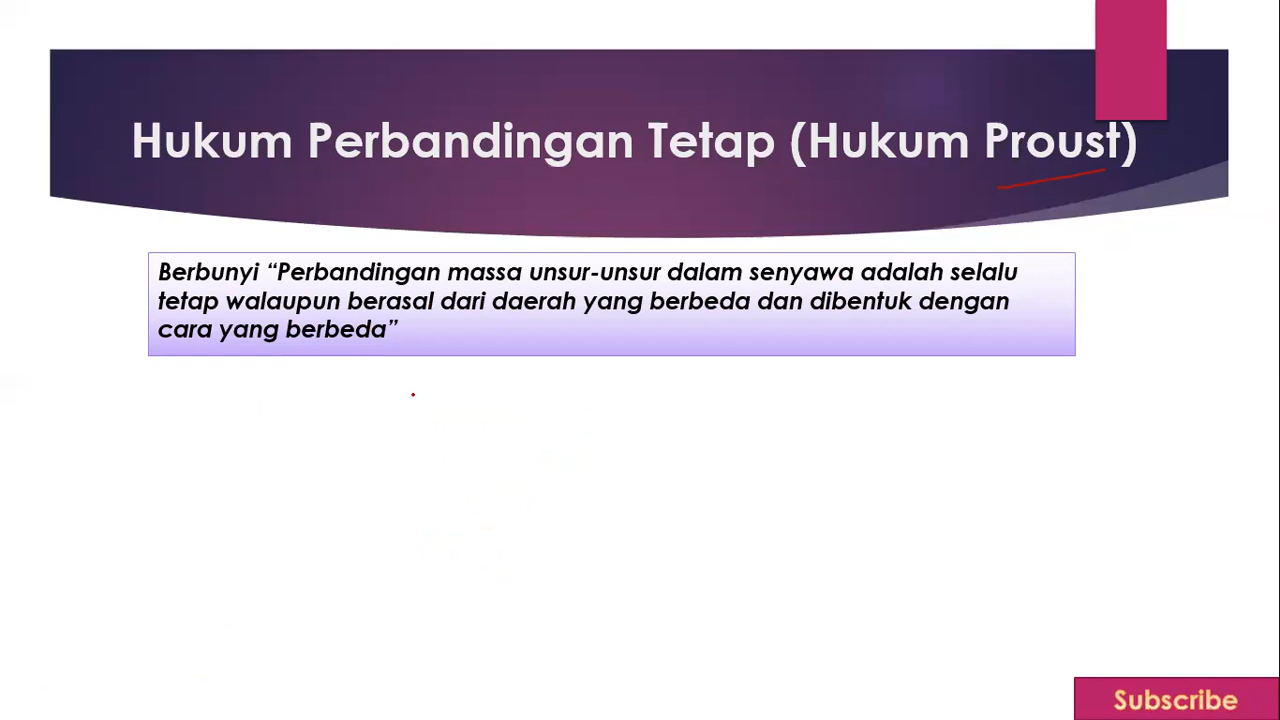 Hukum Perbandingan Tetap (Hukum Proust)
Berbunyi “Perbandingan massa unsur-unsur dalam senyawa adalah selalu
tetap walaupun berasal dari daerah yang berbeda dan dibentuk dengan
cara yang berbeda”
Subscribe